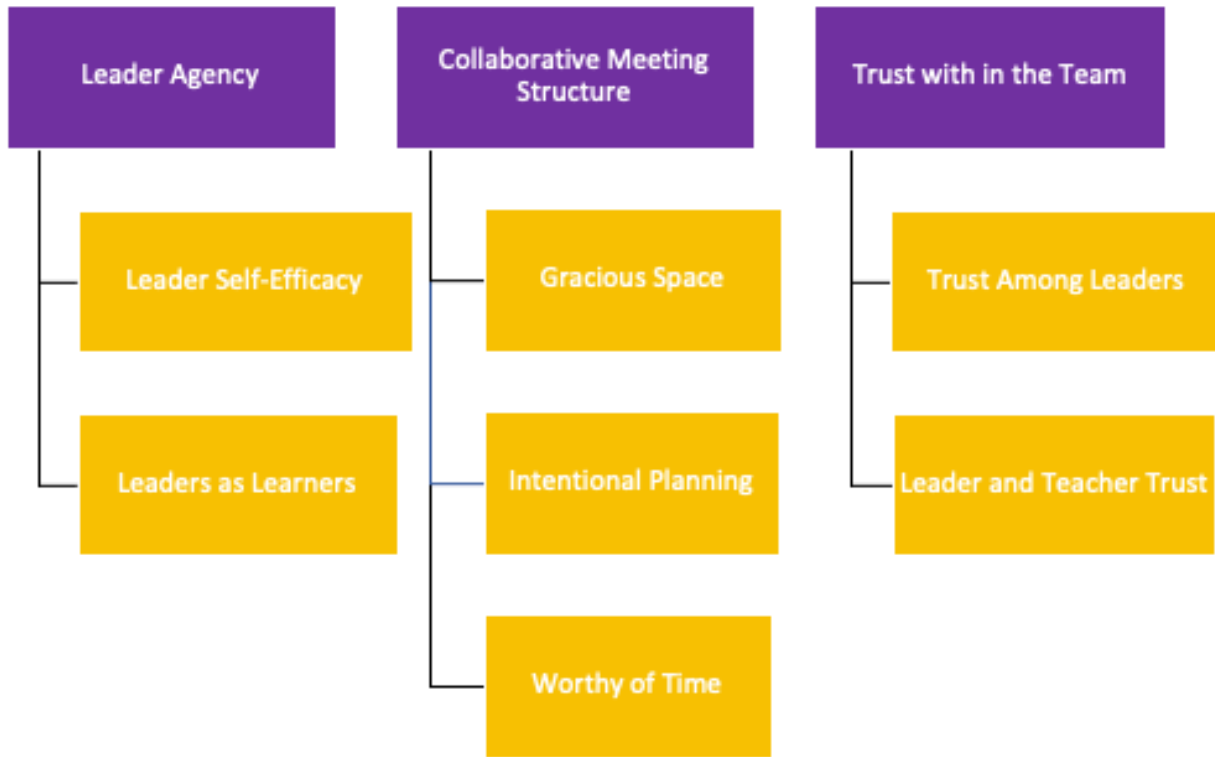 Leader Agency
Leader Self-Efficacy
Leaders as Learners
Collaborative Meeting
Structure
Gracious Space
Intentional Planning
Worthy of Time
Trust with in the Team
Trust Among Leaders
Leader and Teacher Trust